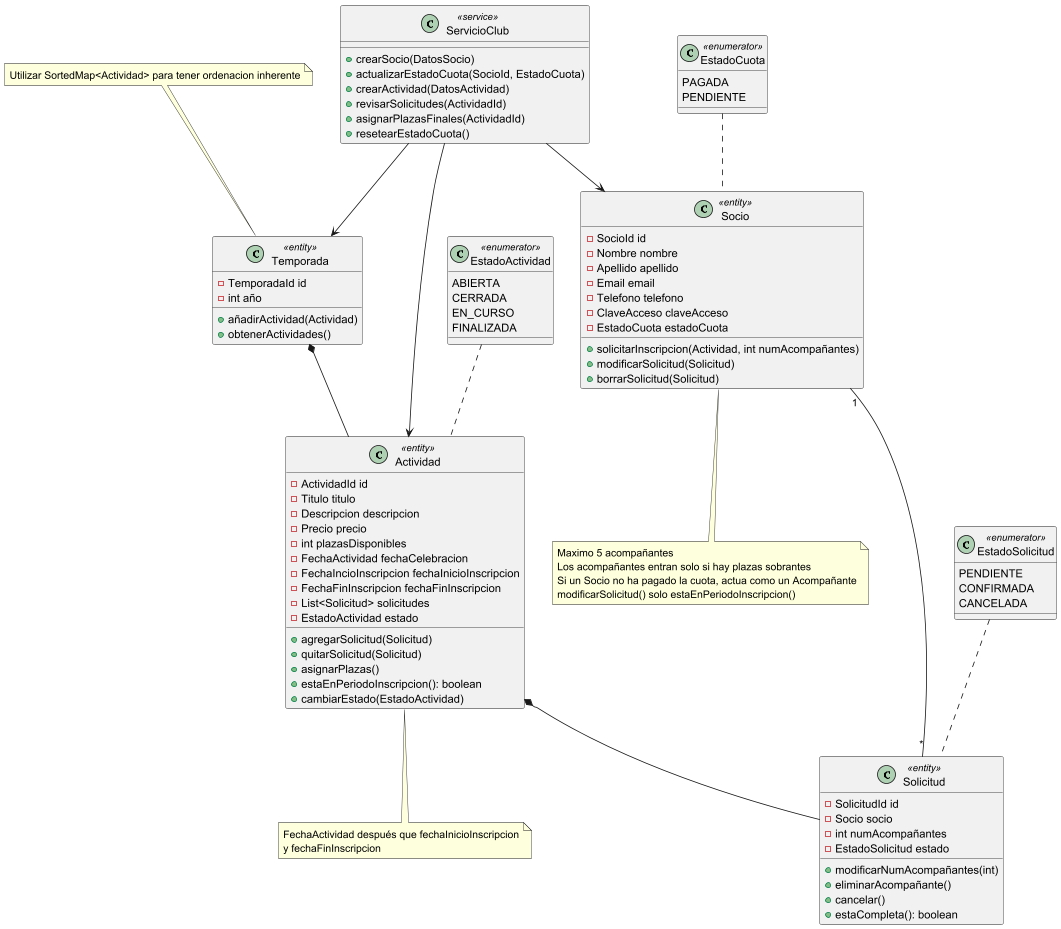 «service»
C ServicioClub
crearSocio(DatosSocio)
actualizarEstadoCuota(SocioId, EstadoCuota)
crearActividad(DatosActividad)
revisarSolicitudes(ActividadId)
asignarPlazasFinales(ActividadId)
resetearEstadoCuota()
«enumerator»
C EstadoCuota
PAGADA
PENDIENTE
Utilizar SortedMap<Actividad> para tener ordenacion inherente
«entity»
C Temporada
TemporadaId id
int año
añadirActividad(Actividad)
obtenerActividades()
«enumerator»
C EstadoActividad
ABIERTA
CERRADA
EN_CURSO
FINALIZADA
«entity»
C Socio
SocioId id
Nombre nombre
Apellido apellido
Email email
Telefono telefono
ClaveAcceso claveAcceso
EstadoCuota estadoCuota
solicitarInscripcion(Actividad, int numAcompañantes)
modificarSolicitud(Solicitud)
borrarSolicitud(Solicitud)
1
«entity»
C Actividad
ActividadId id
Titulo titulo
Descripcion descripcion
Precio precio
int plazasDisponibles
FechaActividad fechaCelebracion
FechaIncioInscripcion fechaInicioInscripcion
FechaFinInscripcion fechaFinInscripcion
List<Solicitud> solicitudes
EstadoActividad estado
agregarSolicitud(Solicitud)
quitarSolicitud(Solicitud)
asignarPlazas()
estaEnPeriodoInscripcion(): boolean
cambiarEstado(EstadoActividad)
Maximo 5 acompañantes
Los acompañantes entran solo si hay plazas sobrantes
Si un Socio no ha pagado la cuota, actua como un Acompañante
modificarSolicitud() solo estaEnPeriodoInscripcion()
«enumerator»
C EstadoSolicitud
PENDIENTE
CONFIRMADA
CANCELADA
*
FechaActividad después que fechaInicioInscripcion
y fechaFinInscripcion
«entity»
C Solicitud
SolicitudId id
Socio socio
int numAcompañantes
EstadoSolicitud estado
modificarNumAcompañantes(int)
eliminarAcompañante()
cancelar()
estaCompleta(): boolean